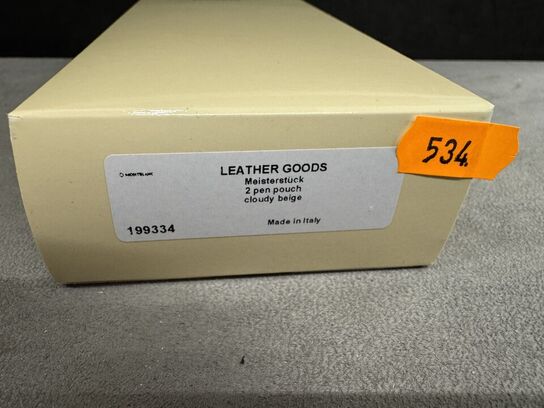 MONTBLANC
LEATHER GOODS
Meisterstück
2 pen pouch
cloudy beige
199334
Made in Italy
534